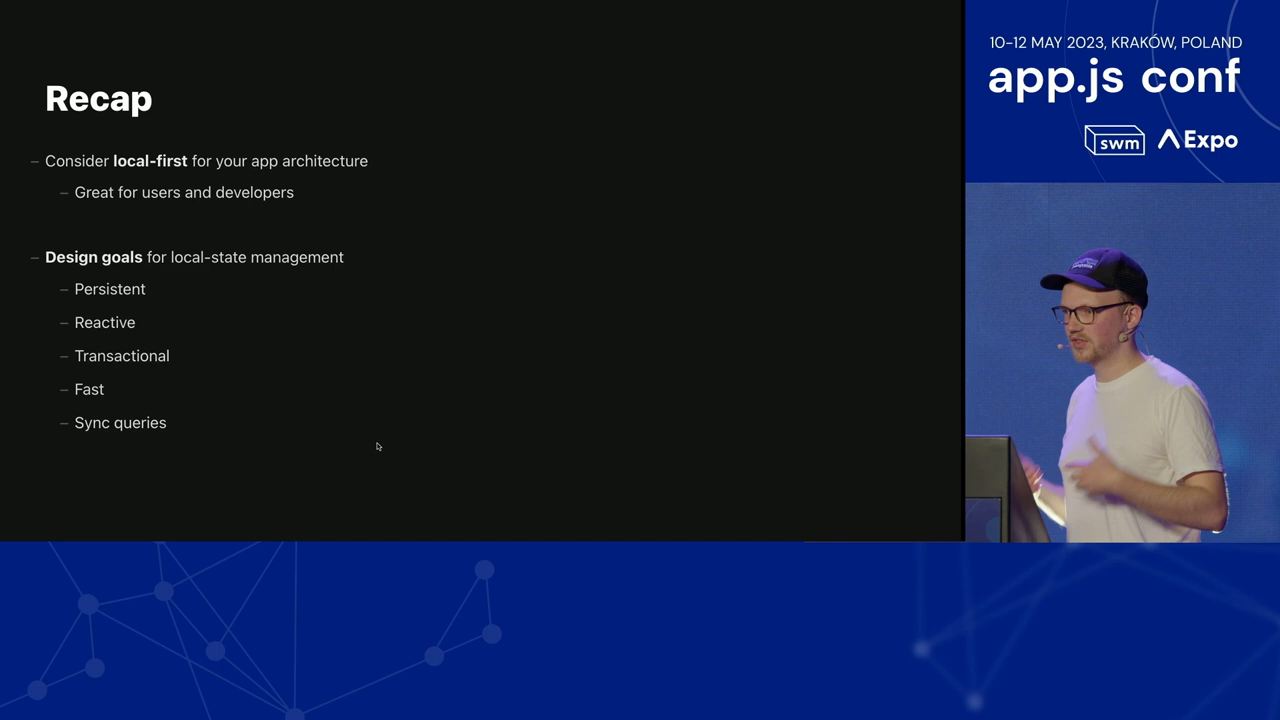 Recap
– Consider local-first for your app architecture
– Great for users and developers
– Design goals for local-state management
– Persistent
– Reactive
– Transactional
– Fast
– Sync queries
10–12 MAY 2023, KRAKÓW, POLAND
app.js conf
swm
Expo